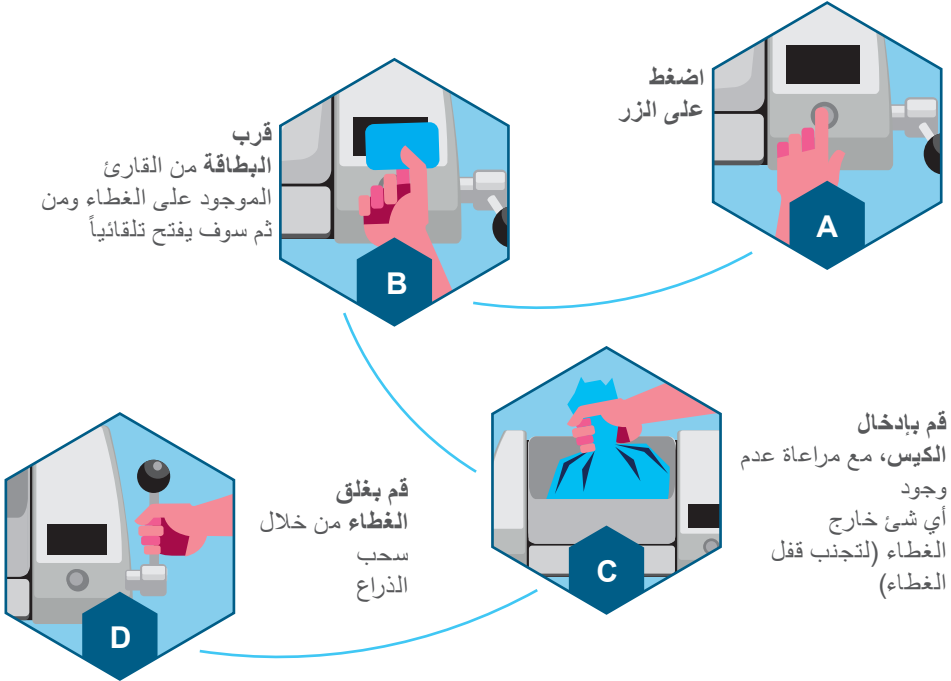 اضغط
على الزر
A
قرب
البطاقة من القارئ
الموجود على الغطاء ومن
ثم سوف يفتح تلقائياً
B
قم بإدخال
الكيس، مع مراعاة عدم
وجود
أي شئ خارج
الغطاء (لتجنب قفل
الغطاء)
C
قم بغلق
الغطاء من خلال
سحب
الذراع
D